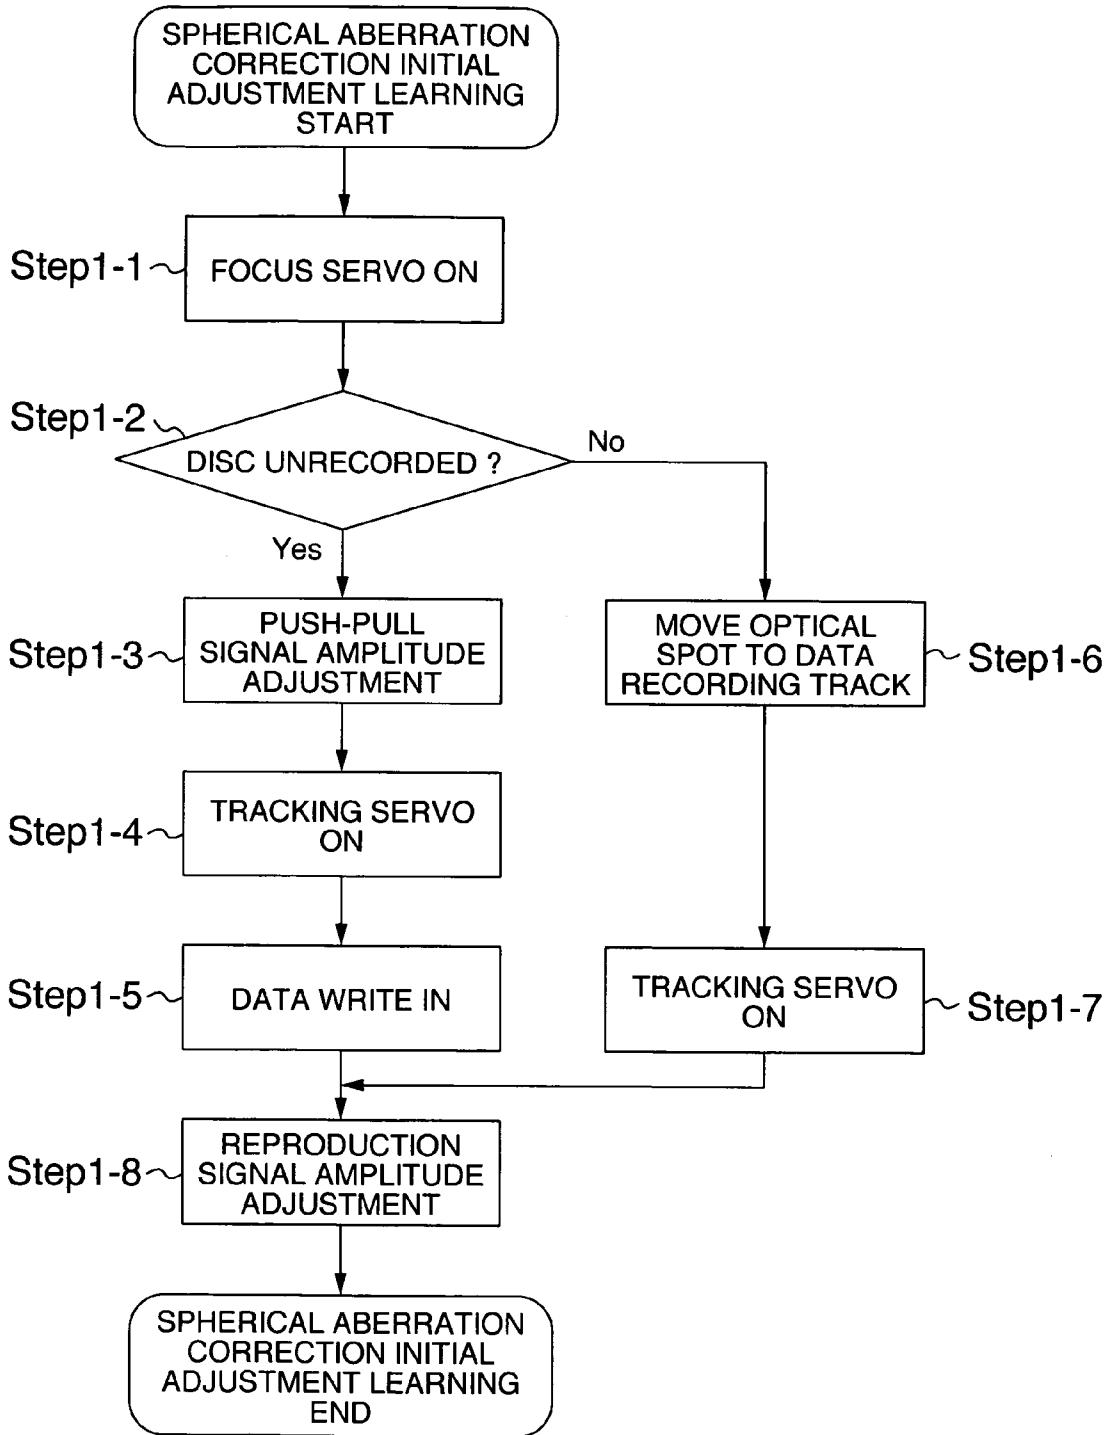 SPHERICAL ABERRATION
CORRECTION INITIAL
ADJUSTMENT LEARNING
START
Step1-1
FOCUS SERVO ON
Step1-2
DISC UNRECORDED ?
No
Yes
Step1-3
PUSH-PULL
SIGNAL AMPLITUDE
ADJUSTMENT
MOVE OPTICAL
SPOT TO DATA
RECORDING TRACK
Step1-6
Step1-4
TRACKING SERVO
ON
Step1-5
DATA WRITE IN
TRACKING SERVO
ON
Step1-7
Step1-8
REPRODUCTION
SIGNAL AMPLITUDE
ADJUSTMENT
SPHERICAL ABERRATION
CORRECTION INITIAL
ADJUSTMENT LEARNING
END